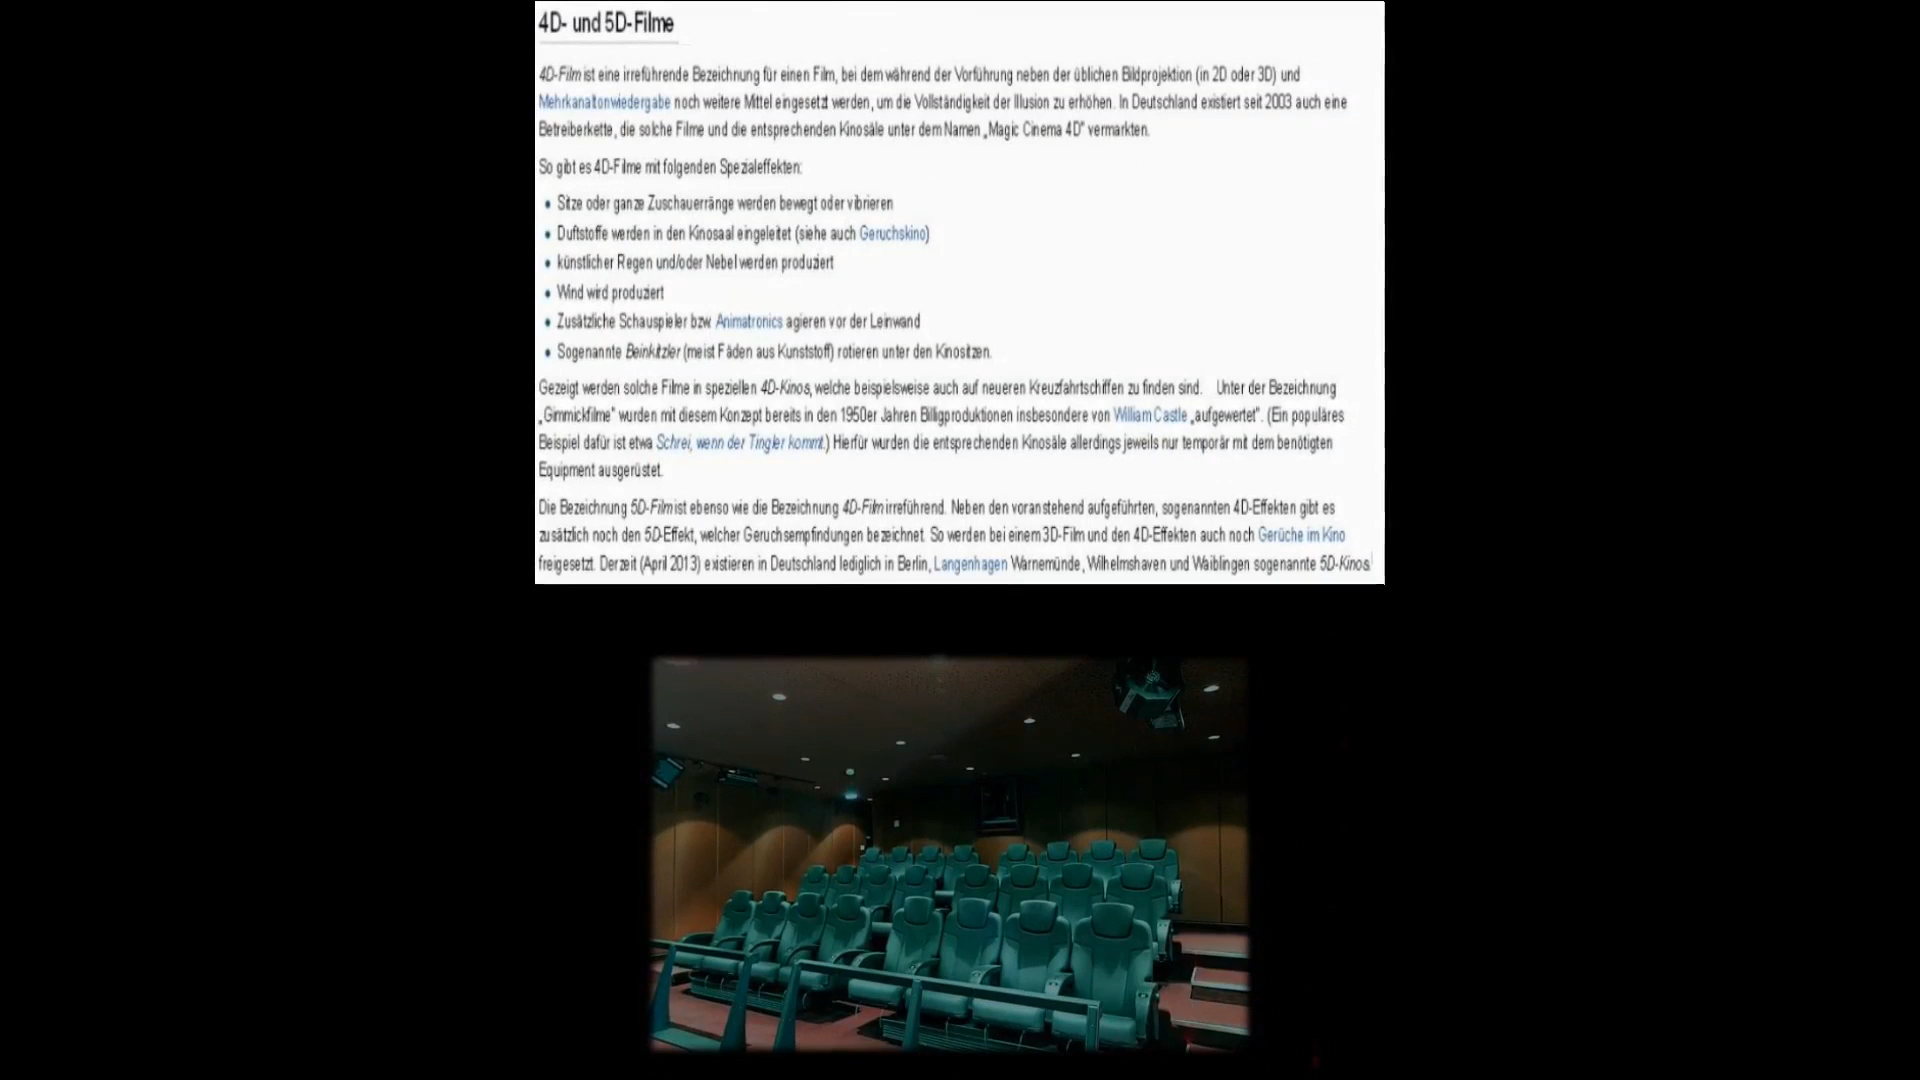 4D- und 5D-Filme
4D-Film ist eine irreführende Bezeichnung für einen Film, bei dem während der Vorführung neben der üblichen Bildprojektion (in 2D oder 3D) und
Mehrkanaltonwiedergabe noch weitere Mittel eingesetzt werden, um die Vollständigkeit der Illusion zu erhöhen. In Deutschland existiert seit 2003 auch eine
Betreiberkette, die solche Filme und die entsprechenden Kinosäle unter dem Namen „Magic Cinema 4D" vermarkten.
So gibt es 4D-Filme mit folgenden Spezialeffekten:
• Sitze oder ganze Zuschauerränge werden bewegt oder vibrieren
• Duftstoffe werden in den Kinosaal eingeleitet (siehe auch Geruchskino)
• künstlicher Regen und/oder Nebel werden produziert
• Wind wird produziert
• Zusätzliche Schauspieler bzw. Animatronics agieren vor der Leinwand
• Sogenannte Beinkitzler (meist Fäden aus Kunststoff) rotieren unter den Kinositzen.
Gezeigt werden solche Filme in speziellen 4D-Kinos, welche beispielsweise auch auf neueren Kreuzfahrtschiffen zu finden sind. Unter der Bezeichnung
„Gimmickfilme" wurden mit diesem Konzept bereits in den 1950er Jahren Billigproduktionen insbesondere von William Castle „aufgewertet". (Ein populäres
Beispiel dafür ist etwa Schrei, wenn der Tingler kommt.) Hierfür wurden die entsprechenden Kinosäle allerdings jeweils nur temporär mit dem benötigten
Equipment ausgerüstet.
Die Bezeichnung 5D-Film ist ebenso wie die Bezeichnung 4D-Film irreführend. Neben den voranstehend aufgeführten, sogenannten 4D-Effekten gibt es
zusätzlich noch den 5D-Effekt, welcher Geruchsempfindungen bezeichnet. So werden bei einem 3D-Film und den 4D-Effekten auch noch Gerüche im Kino
freigesetzt. Derzeit (April 2013) existieren in Deutschland lediglich in Berlin, Langenhagen Warnemünde, Wilhelmshaven und Waiblingen sogenannte 5D-Kinos